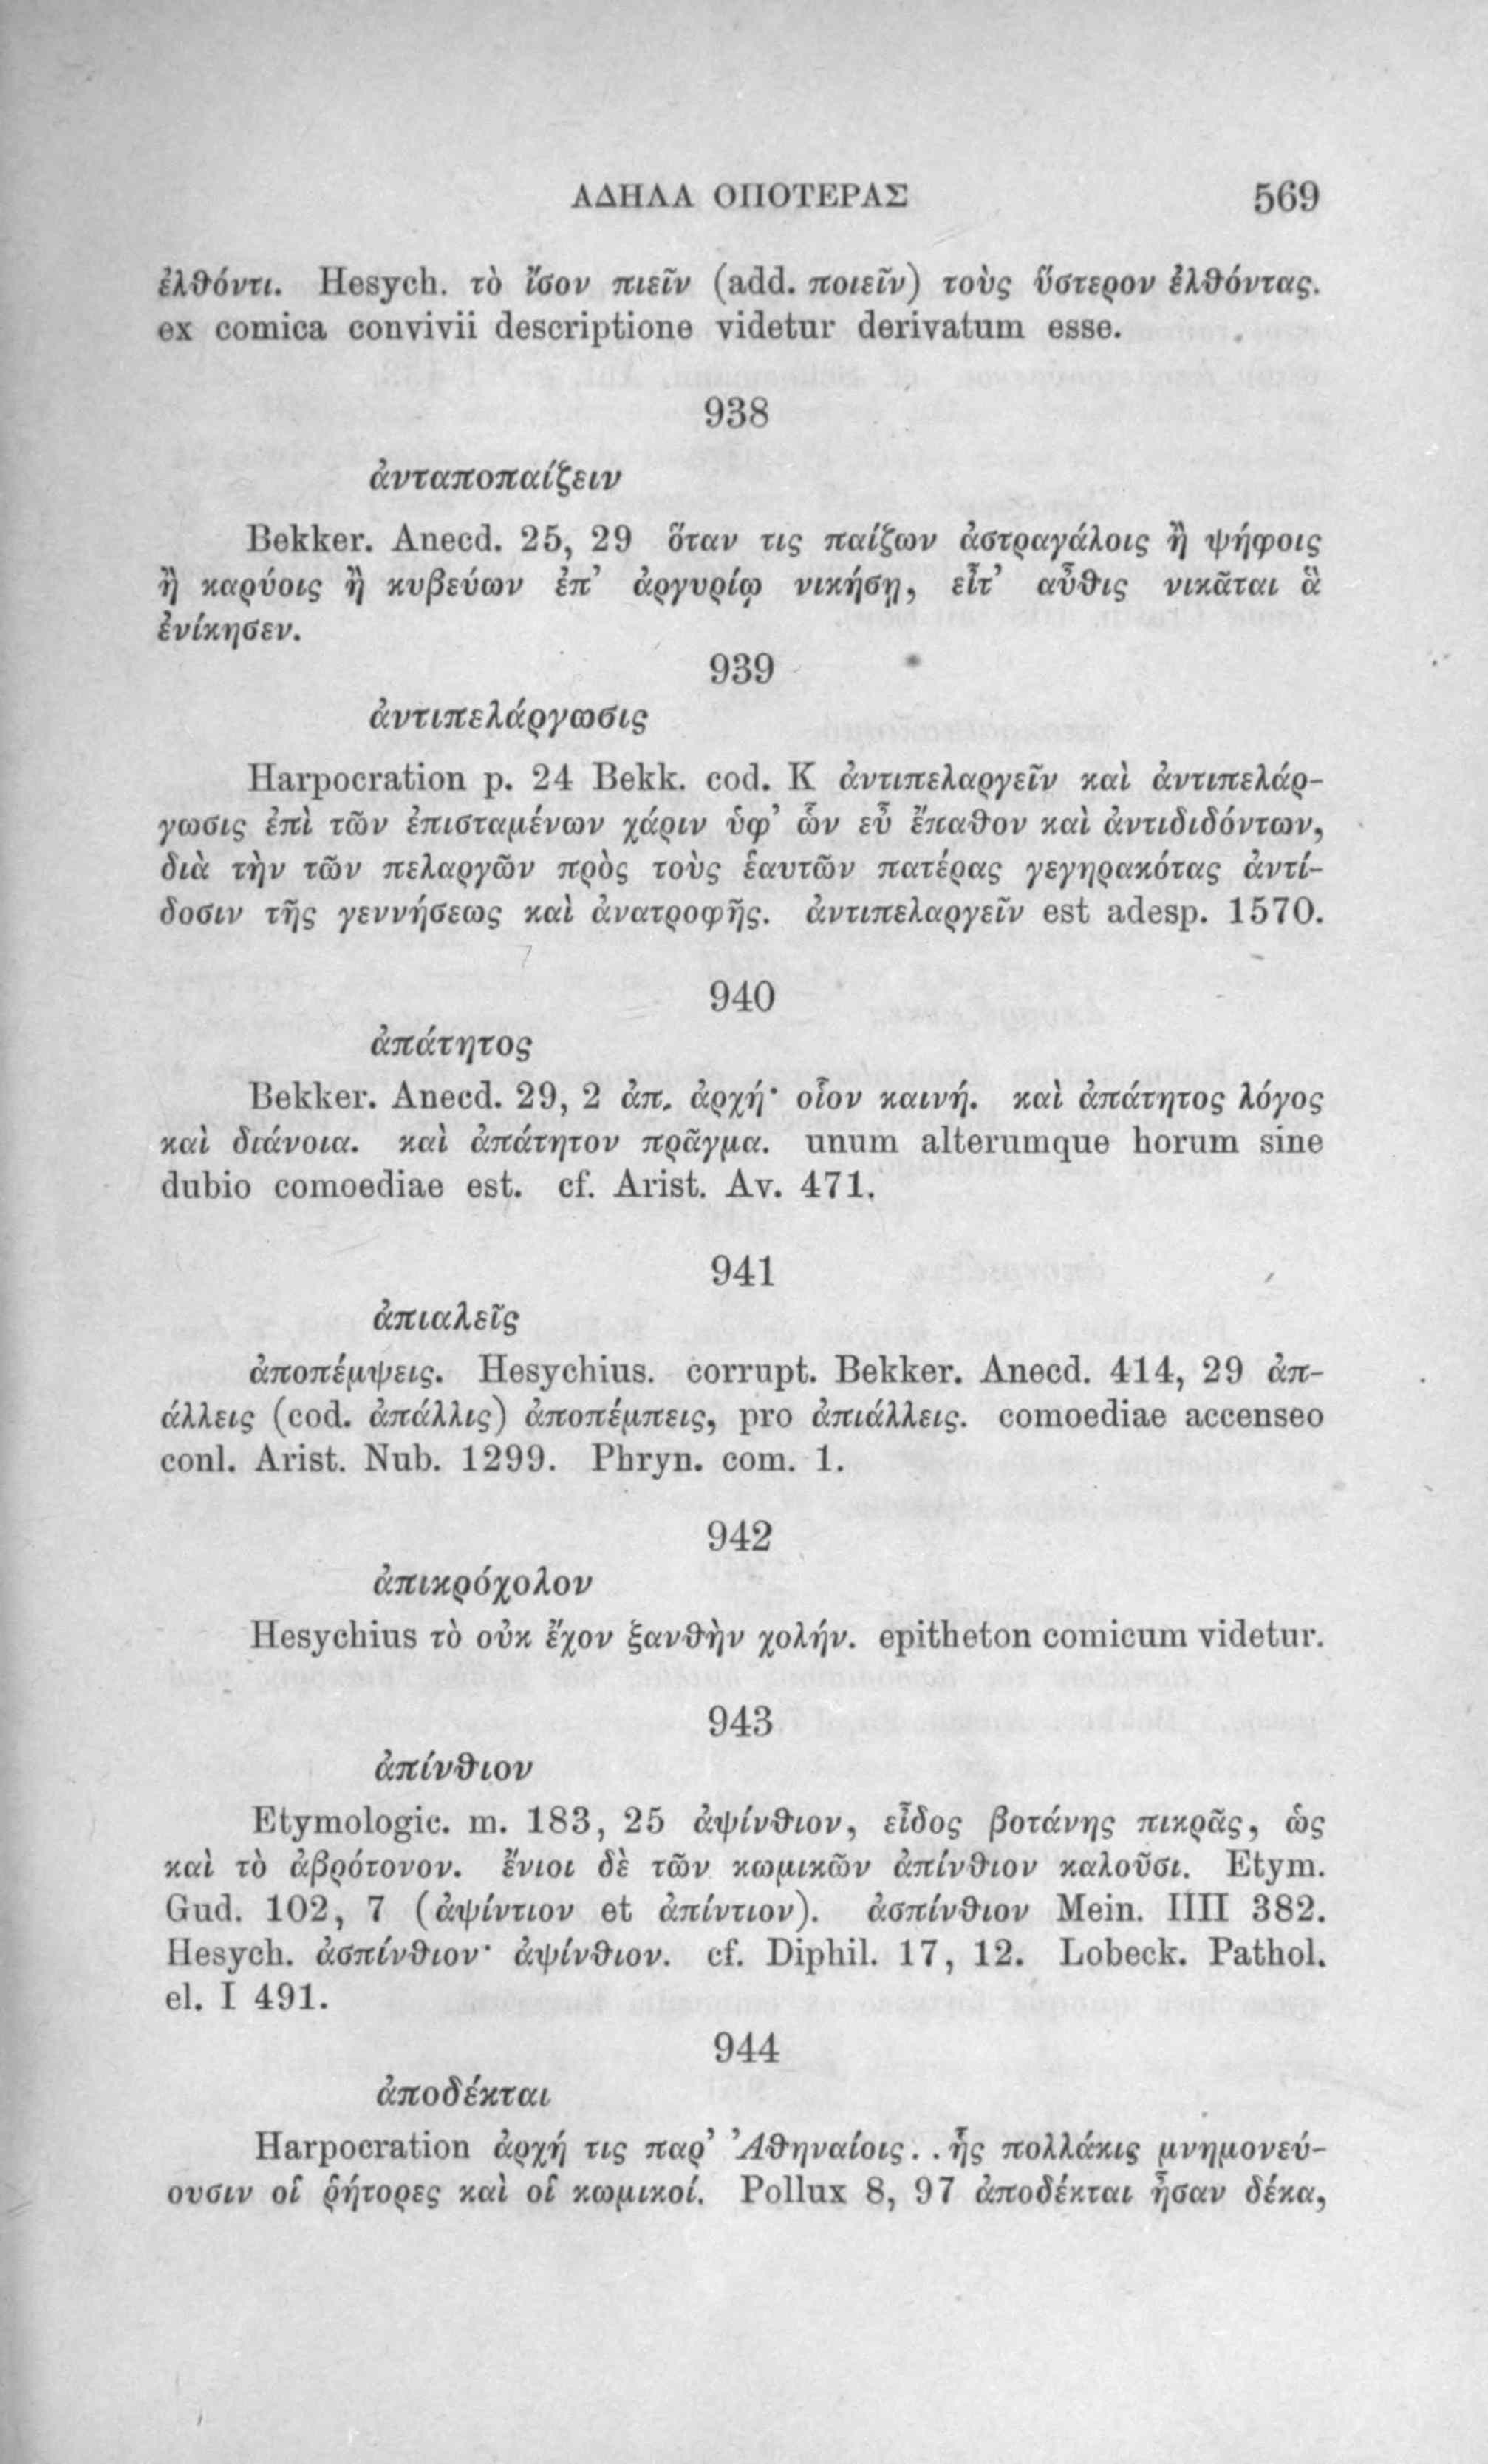 ΑΔΗΛΑ ΟΠΟΤΕΡΑΣ 569
ἐλθόντι. Hesych. τὸ ἴσον πιεῖν (add. ποιεῖν) τοὺς ὕστερον ἐλθόντας.
ex comica convivii descriptione videtur derivatum esse.
938
ἀνταποπαίζειν
Bekker. Anecd. 25, 29 ὅταν τις παίζων ἀστραγάλοις ἢ ψήφοις
ἢ καρύοις ἢ κυβεύων ἐπ’ ἀργυρίῳ νικήσῃ, εἶτ’ αὖθις νικᾶται ἃ
ἐνίκησεν.
939
ἀντιπελάργωσις
Harpocration p. 24 Bekk. cod. K ἀντιπελαργεῖν καὶ ἀντιπελάρ-
γωσις ἐπὶ τῶν ἐπισταμένων χάριν ὑφ’ ὧν εὖ ἔπαθον καὶ ἀντιδιδόντων,
διὰ τὴν τῶν πελαργῶν πρὸς τοὺς ἑαυτῶν πατέρας γεγηρακότας ἀντί-
δοσιν τῆς γεννήσεως καὶ ἀνατροφῆς. ἀντιπελαργεῖν est adesp. 1570.
940
ἀπάτητος
Bekker. Anecd. 29, 2 ἀπ. ἀρχή· οἷον καινή. καὶ ἀπάτητος λόγος
καὶ διάνοια. καὶ ἀπάτητον πρᾶγμα. unum alterumque horum sine
dubio comoediae est. cf. Arist. Av. 471.
941
ἀπιαλεῖς
ἀποπέμψεις. Hesychius. corrupt. Bekker. Anecd. 414, 29 ἀπ-
άλλεις (cod. ἀπάλλις) ἀποπέμπεις, pro ἀπιάλλεις. comoediae accenseo
conl. Arist. Nub. 1299. Phryn. com. 1.
942
ἀπικρόχολον
Hesychius τὸ οὐκ ἔχον ξανθὴν χολήν. epitheton comicum videtur.
943
ἀπίνθιον
Etymologic. m. 183, 25 ἀψίνθιον, εἶδος βοτάνης πικρᾶς, ὡς
καὶ τὸ ἀβρότονον. ἔνιοι δὲ τῶν κωμικῶν ἀπίνθιον καλοῦσι. Etym.
Gud. 102, 7 (ἀψίντιον et ἀπίντιον). ἀσπίνθιον Mein. IIII 382.
Hesych. ἀσπίνθιον· ἀψίνθιον. cf. Diphil. 17, 12. Lobeck. Pathol.
el. I 491.
944
ἀποδέκται
Harpocration ἀρχή τις παρ’ Ἀθηναίοις . . ἧς πολλάκις μνημονεύ-
ουσιν οἵ ῥήτορες καὶ οἵ κωμικοί. Pollux 8, 97 ἀποδέκται ἦσαν δέκα,